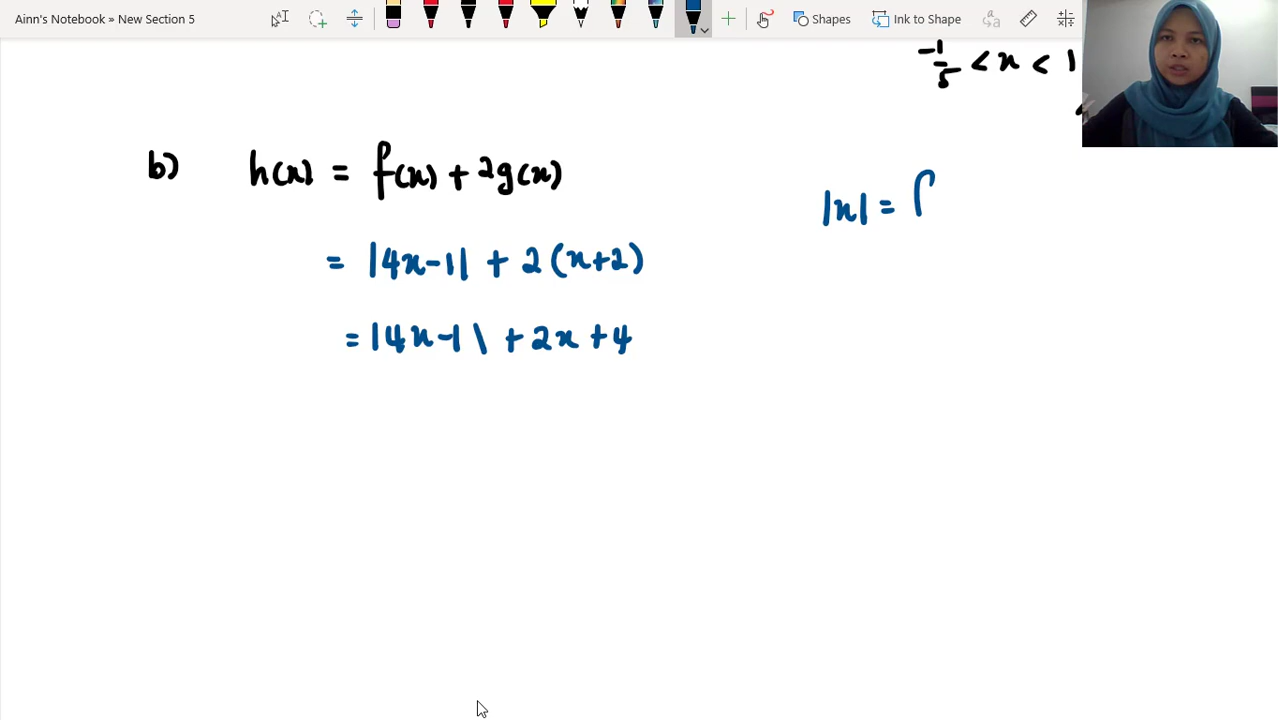 Ainn's Notebook » New Section 5
Shapes
Ink to Shape
-1/5 < x < 1
b) h(x) = f(x) + 2g(x)
|x| = {
= |4x-1| + 2(x+2)
= |4x-1\ + 2x + 4